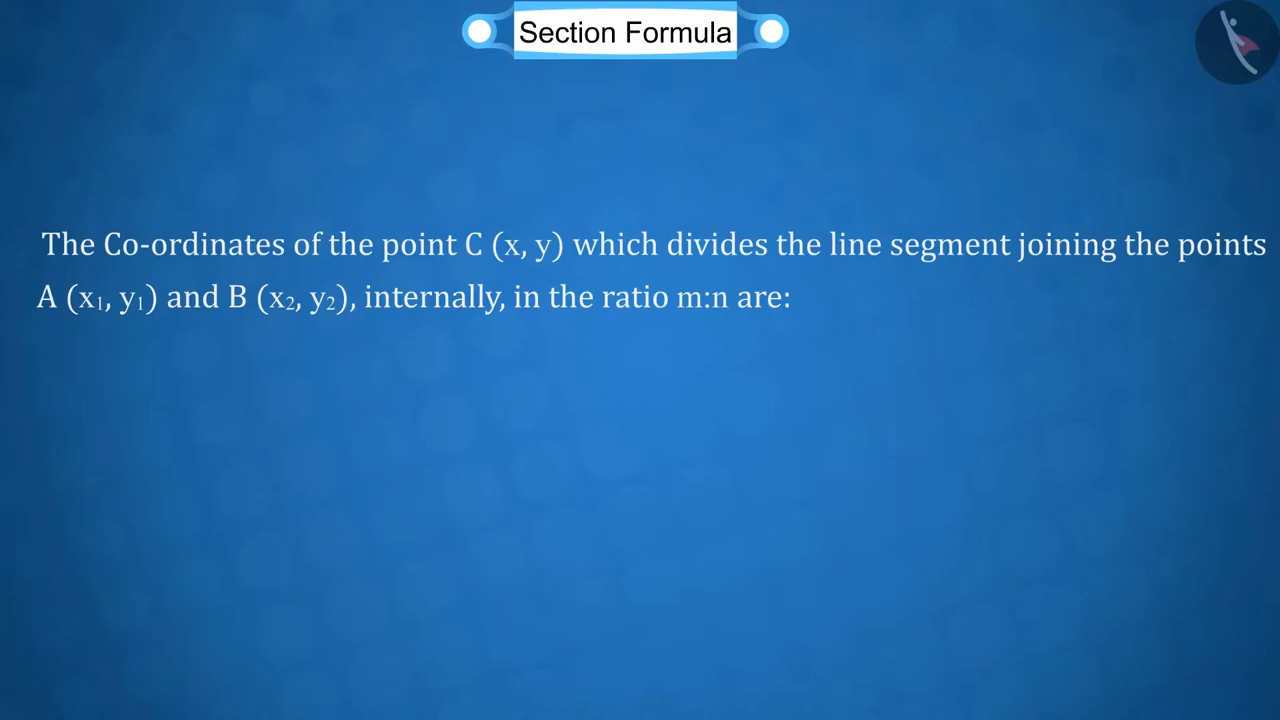 Section Formula
The Co-ordinates of the point C (x, y) which divides the line segment joining the points
A (x₁, y₁) and B (x₂, y₂), internally, in the ratio m:n are: